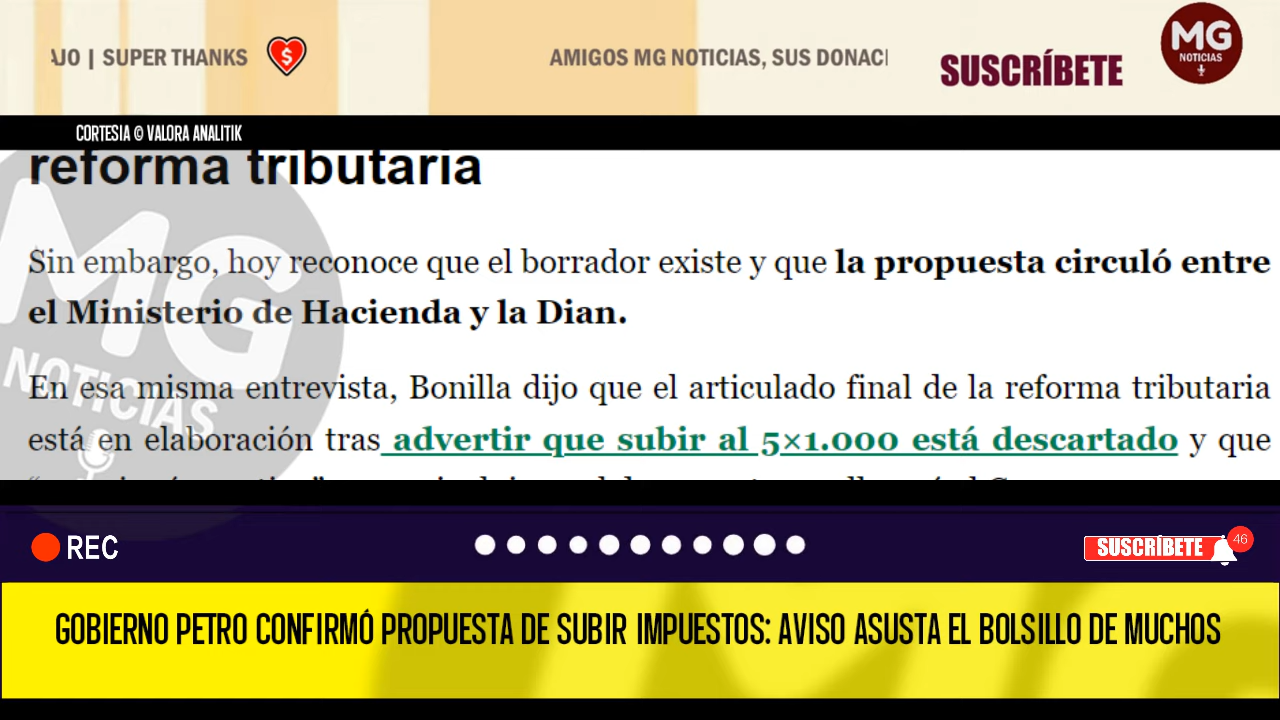 AJO | SUPER THANKS
AMIGOS MG NOTICIAS, SUS DONACI
SUSCRÍBETE
MG
NOTICIAS
CORTESIA © VALORA ANALITIK
reforma tributaria
Sin embargo, hoy reconoce que el borrador existe y que la propuesta circuló entre
el Ministerio de Hacienda y la Dian.
En esa misma entrevista, Bonilla dijo que el articulado final de la reforma tributaria
está en elaboración tras advertir que subir al 5×1.000 está descartado y que
MG
NOTICIAS
REC
SUSCRÍBETE
46
GOBIERNO PETRO CONFIRMÓ PROPUESTA DE SUBIR IMPUESTOS: AVISO ASUSTA EL BOLSILLO DE MUCHOS